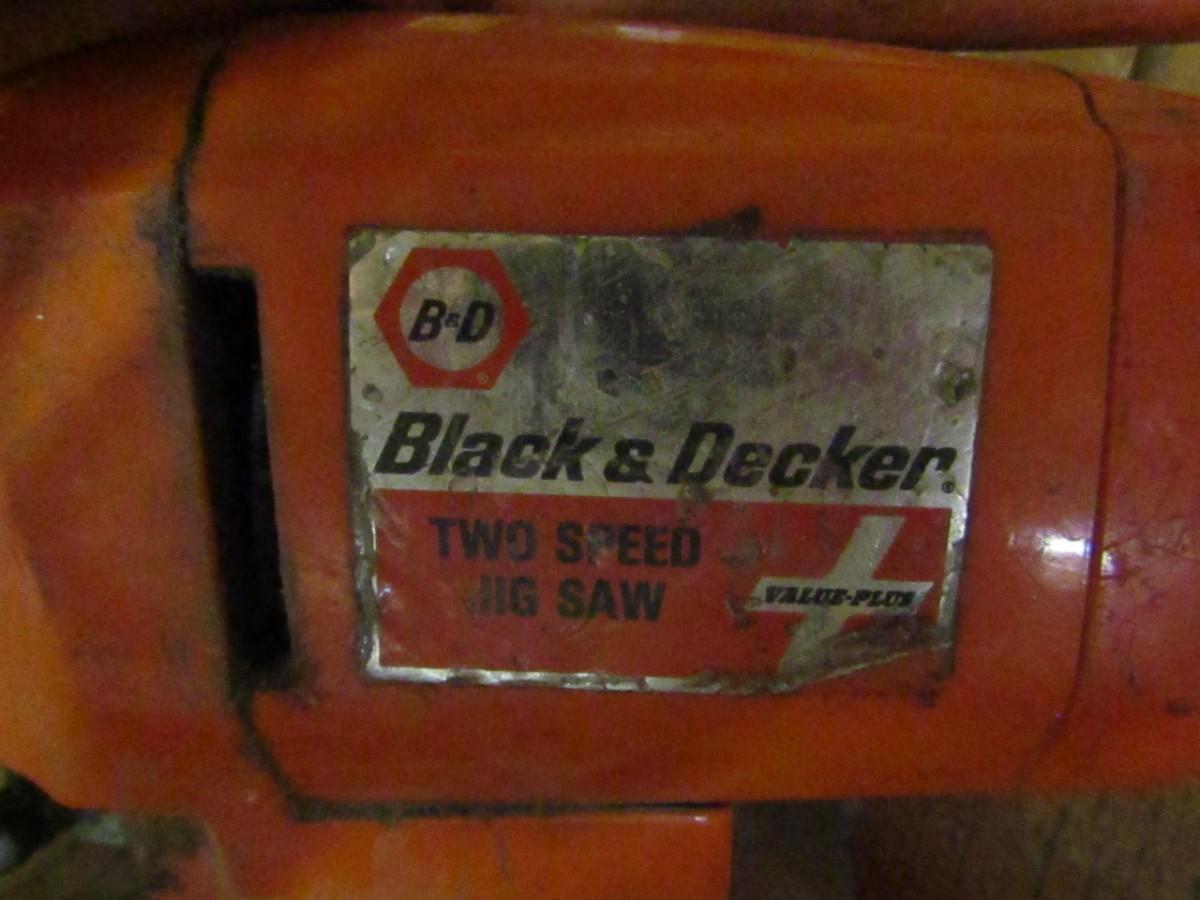 B&D
®
Black & Decker®
TWO SPEED
JIG SAW
VALUE-PLUS